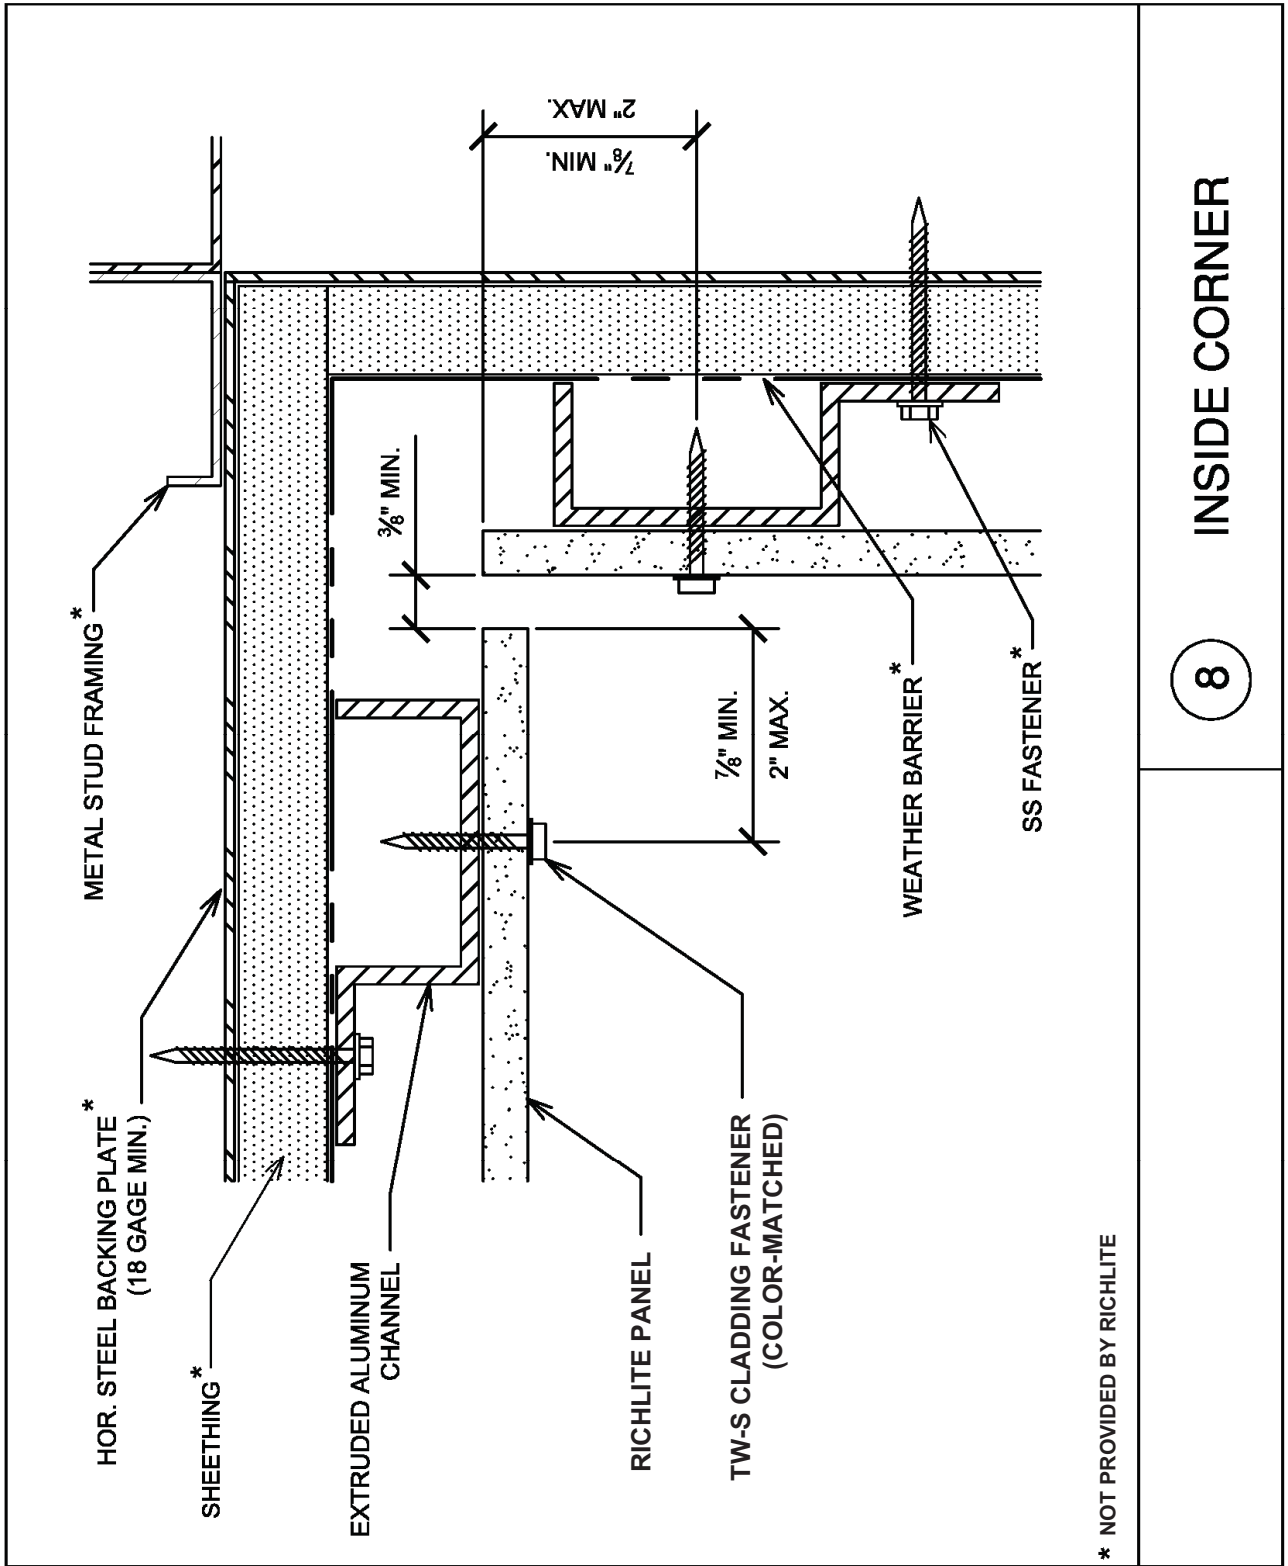 HOR. STEEL BACKING PLATE*
(18 GAGE MIN.)
METAL STUD FRAMING*
SHEETHING*
EXTRUDED ALUMINUM
CHANNEL
RICHLITE PANEL
TW-S CLADDING FASTENER
(COLOR-MATCHED)
3/8" MIN.
7/8" MIN.
2" MAX.
7/8" MIN.
2" MAX.
WEATHER BARRIER*
SS FASTENER*
* NOT PROVIDED BY RICHLITE
8
INSIDE CORNER